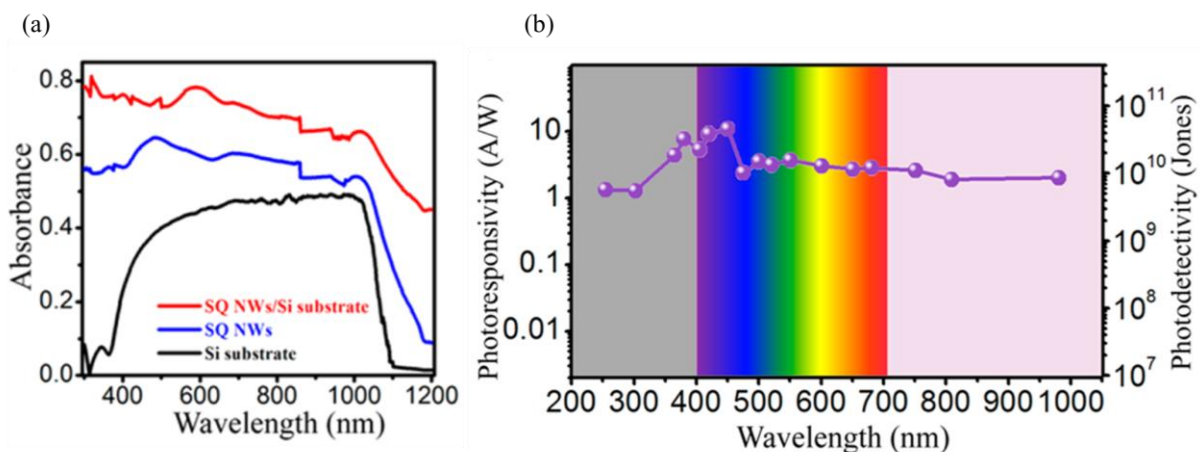 (a)
(b)
Absorbance
0.8
0.6
0.4
0.2
0.0
SQ NWs/Si substrate
SQ NWs
Si substrate
400 600 800 1000 1200
Wavelength (nm)
Photoresponsivity (A/W)
10
1
0.1
0.01
200 300 400 500 600 700 800 900 1000
Wavelength (nm)
10¹¹
10¹⁰
10⁹
10⁸
10⁷
Photodetectivity (Jones)